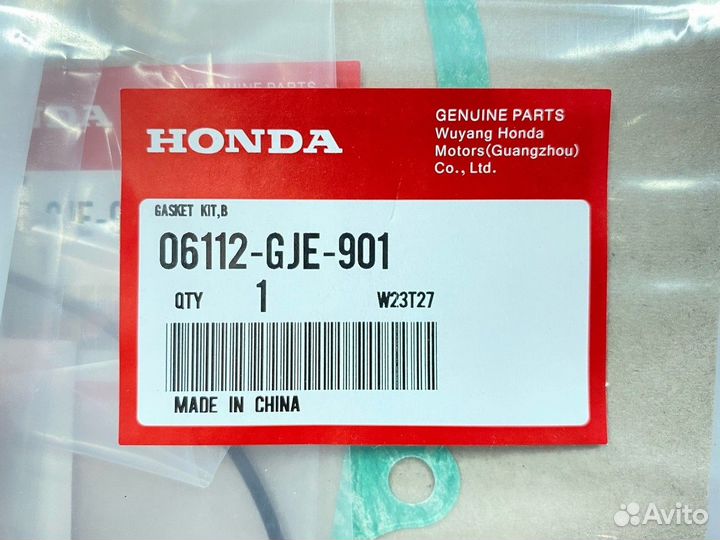 HONDA
GENUINE PARTS
Wuyang Honda
Motors(Guangzhou)
Co., Ltd.
GASKET KIT,B
06112-GJE-901
QTY 1 W23T27
MADE IN CHINA
Avito